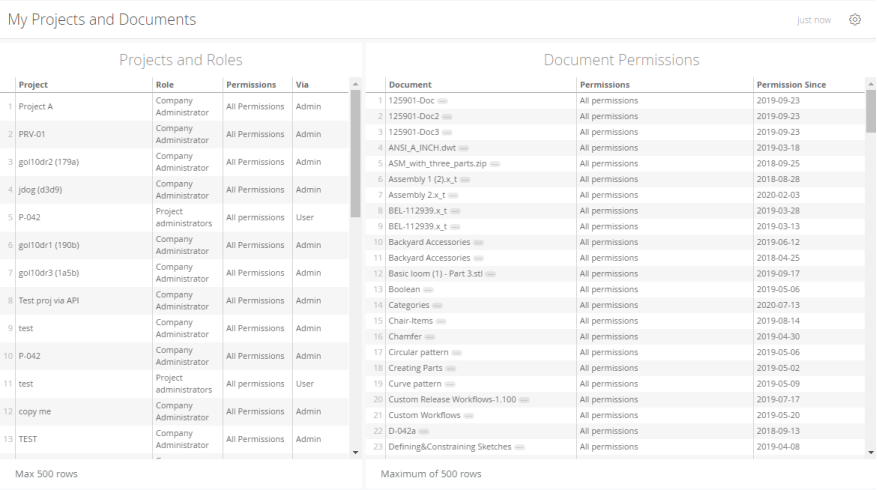 My Projects and Documents
just now
Projects and Roles
Project Role Permissions Via
1 Project A Company Administrator All Permissions Admin
2 PRV-01 Company Administrator All Permissions Admin
3 gol10dr2 (179a) Company Administrator All Permissions Admin
4 jdog (d3d9) Company Administrator All Permissions Admin
5 P-042 Project administrators All permissions User
6 gol10dr1 (190b) Company Administrator All Permissions Admin
7 gol10dr3 (1a5b) Company Administrator All Permissions Admin
8 Test proj via API Company Administrator All Permissions Admin
9 test Company Administrator All Permissions Admin
10 P-042 Company Administrator All Permissions Admin
11 test Project administrators All permissions User
12 copy me Company Administrator All Permissions Admin
13 TEST Company Administrator All Permissions Admin
Max 500 rows
Document Permissions
Document Permissions Permission Since
1 125901-Doc All permissions 2019-09-23
2 125901-Doc2 All permissions 2019-09-23
3 125901-Doc3 All permissions 2019-09-23
4 ANSI_A_INCH.dwt All permissions 2019-03-18
5 ASM_with_three_parts.zip All permissions 2018-09-25
6 Assembly 1 (2).x_t All permissions 2018-08-28
7 Assembly 2.x_t All permissions 2020-02-03
8 BEL-112939.x_t All permissions 2019-03-28
9 BEL-112939.x_t All permissions 2019-03-13
10 Backyard Accessories All permissions 2019-06-12
11 Backyard Accessories All permissions 2018-04-25
12 Basic loom (1) - Part 3.stl All permissions 2019-09-17
13 Boolean All permissions 2019-05-06
14 Categories All permissions 2020-07-13
15 Chair-Items All permissions 2019-08-14
16 Chamfer All permissions 2019-04-30
17 Circular pattern All permissions 2019-05-06
18 Creating Parts All permissions 2019-05-02
19 Curve pattern All permissions 2019-05-09
20 Custom Release Workflows-1.100 All permissions 2019-07-17
21 Custom Workflows All permissions 2019-05-20
22 D-042a All permissions 2018-09-13
23 Defining&Constraining Sketches All permissions 2019-04-08
Maximum of 500 rows